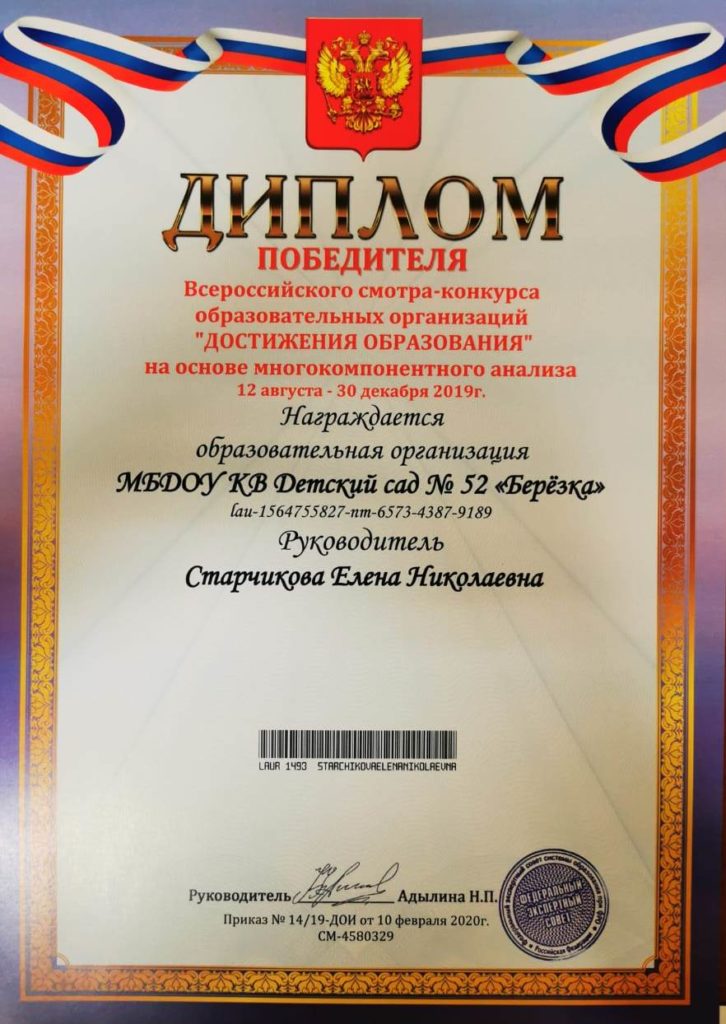 ДИПЛОМ
ПОБЕДИТЕЛЯ
Всероссийского смотра-конкурса
образовательных организаций
"ДОСТИЖЕНИЯ ОБРАЗОВАНИЯ"
на основе многокомпонентного анализа
12 августа - 30 декабря 2019г.
Награждается
образовательная организация
МБДОУ КВ Детский сад № 52 «Берёзка»
lau-1564755827-nm-6573-4387-9189
Руководитель
Старчикова Елена Николаевна
LAUR 1493 STARCHIKOVAELENANIKOLAEVNA
Руководитель Адылина Н.П.
Приказ № 14/19-ДОИ от 10 февраля 2020г.
СМ-4580329
ФЕДЕРАЛЬНЫЙ
ЭКСПЕРТНЫЙ
СОВЕТ